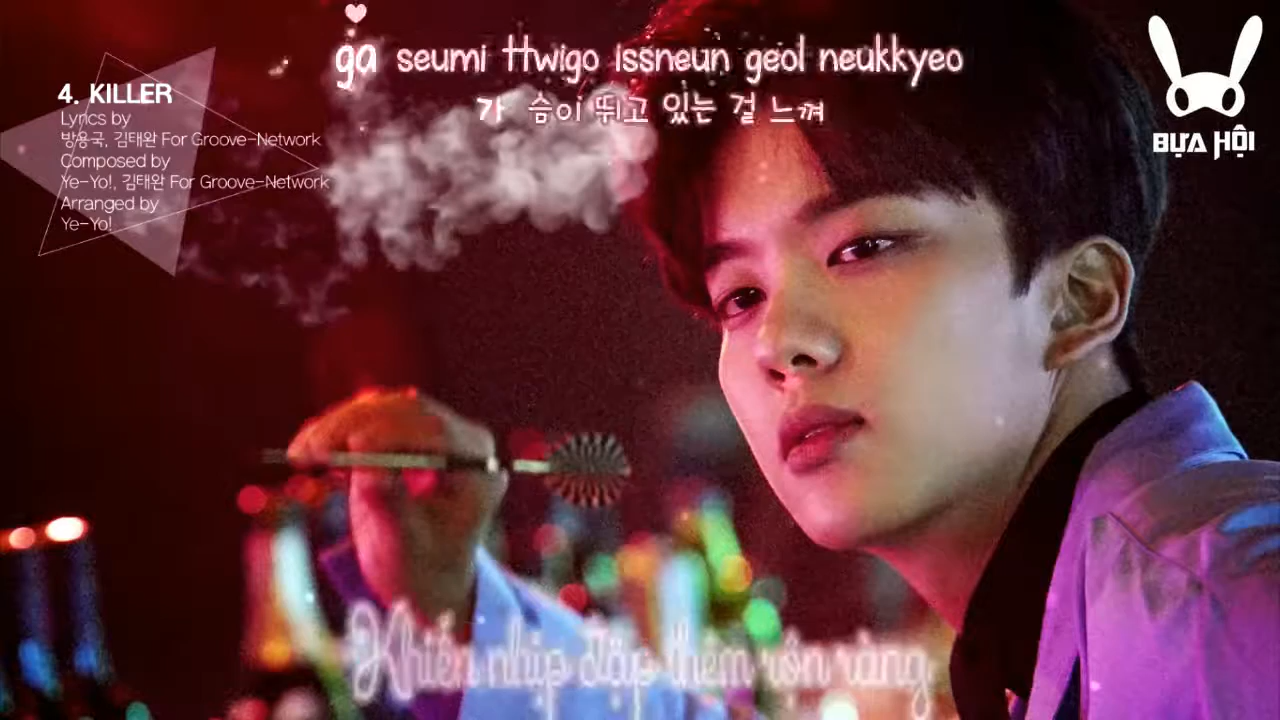 ga seumi ttwigo issneun geol neukkyeo
가 슴이 뛰고 있는 걸 느껴
4. KILLER
Lyrics by
방용국, 김태완 For Groove-Network
Composed by
Ye-Yo!, 김태완 For Groove-Network
Arranged by
Ye-Yo!
BỰA HỘI
Khiến nhịp đập thêm rộn ràng